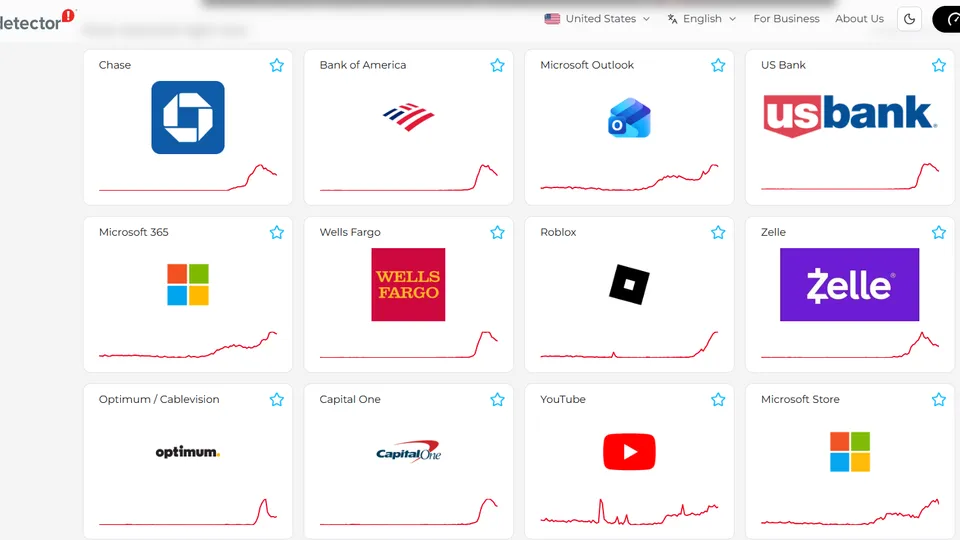 detector
United States
English
For Business
About Us
Chase
Bank of America
Microsoft Outlook
US Bank
O
usbank.
Microsoft 365
Wells Fargo
Roblox
Zelle
WELLS
FARGO
Zelle®
Optimum / Cablevision
Capital One
YouTube
Microsoft Store
optimum.
CapitalOne